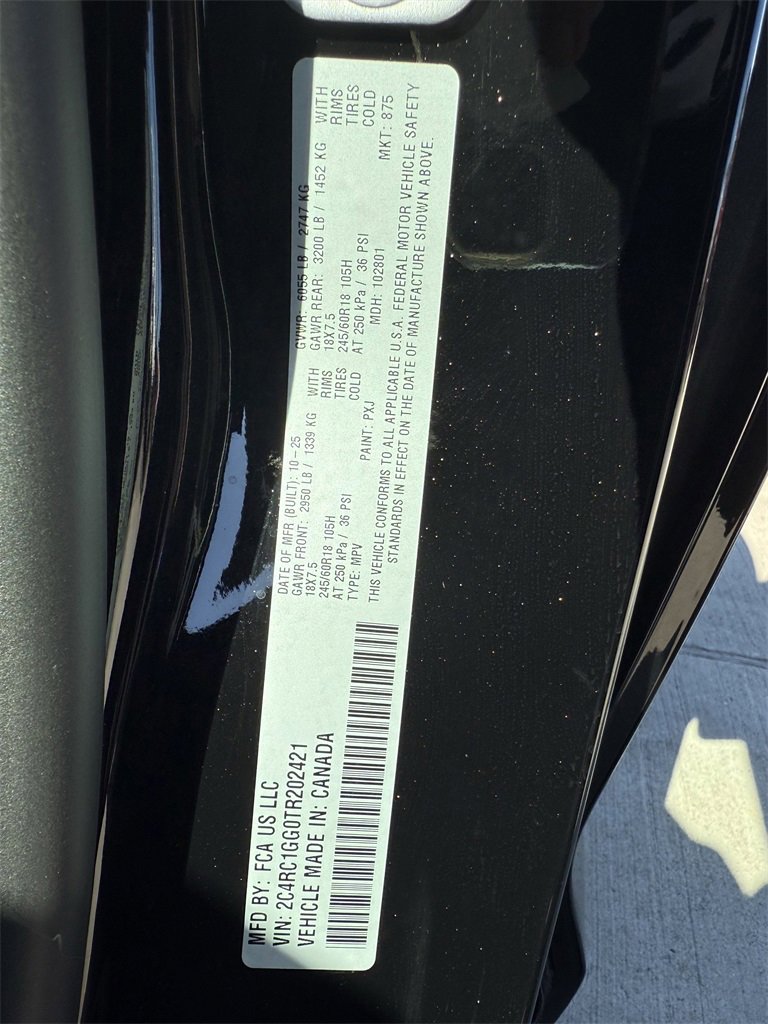 MFD BY: FCA US LLC
VIN: 2C4RC1GG0TR202421
VEHICLE MADE IN: CANADA
DATE OF MFR (BUILT): 10-25 GVWR: 6055 LB / 2747 KG
GAWR FRONT: 2950 LB / 1339 KG WITH GAWR REAR: 3200 LB / 1452 KG WITH
18X7.5 RIMS 18X7.5 RIMS
245/60R18 105H TIRES 245/60R18 105H TIRES
AT 250 kPa / 36 PSI COLD AT 250 kPa / 36 PSI COLD
TYPE: MPV PAINT: PXJ MDH: 102801 MKT: 875
THIS VEHICLE CONFORMS TO ALL APPLICABLE U.S.A. FEDERAL MOTOR VEHICLE SAFETY
STANDARDS IN EFFECT ON THE DATE OF MANUFACTURE SHOWN ABOVE.